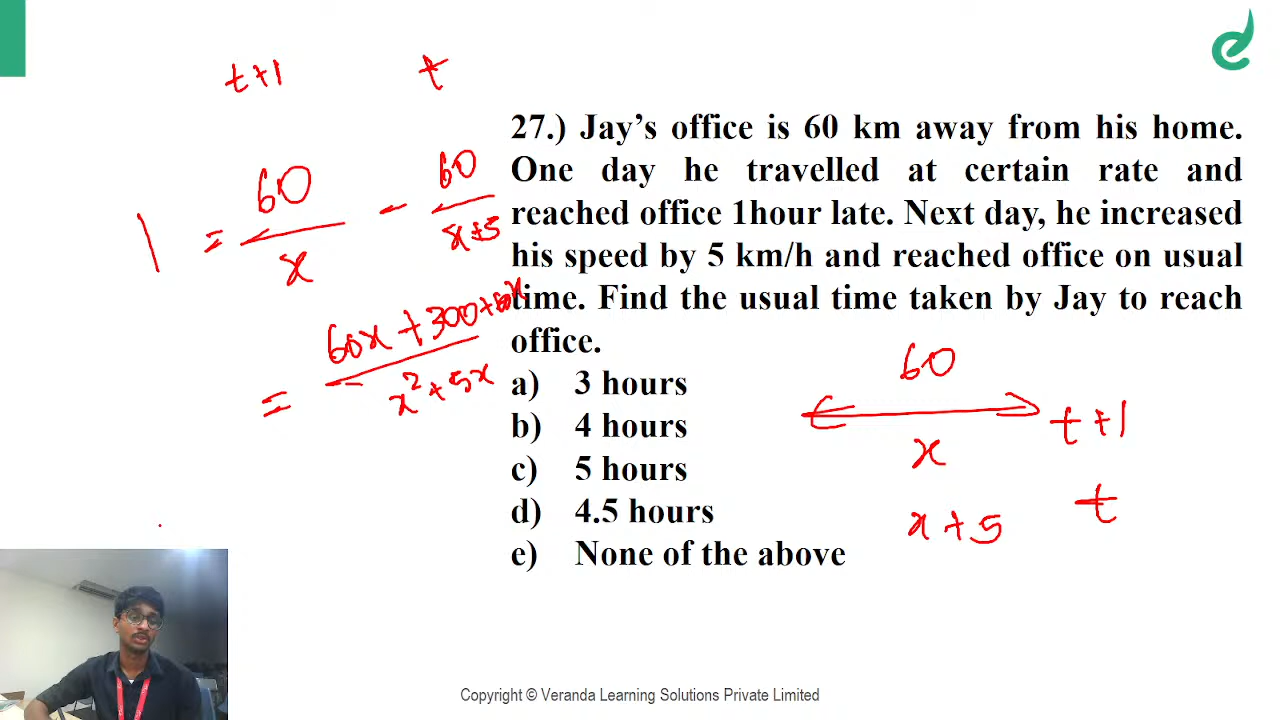 t+1 t
1 = 60/x - 60/x+5
= 60x + 300 + 60x / x² + 5x
27.) Jay’s office is 60 km away from his home.
One day he travelled at certain rate and
reached office 1hour late. Next day, he increased
his speed by 5 km/h and reached office on usual
time. Find the usual time taken by Jay to reach
office.
a) 3 hours
b) 4 hours
c) 5 hours
d) 4.5 hours
e) None of the above
60
x t+1
x+5 t
Copyright © Veranda Learning Solutions Private Limited